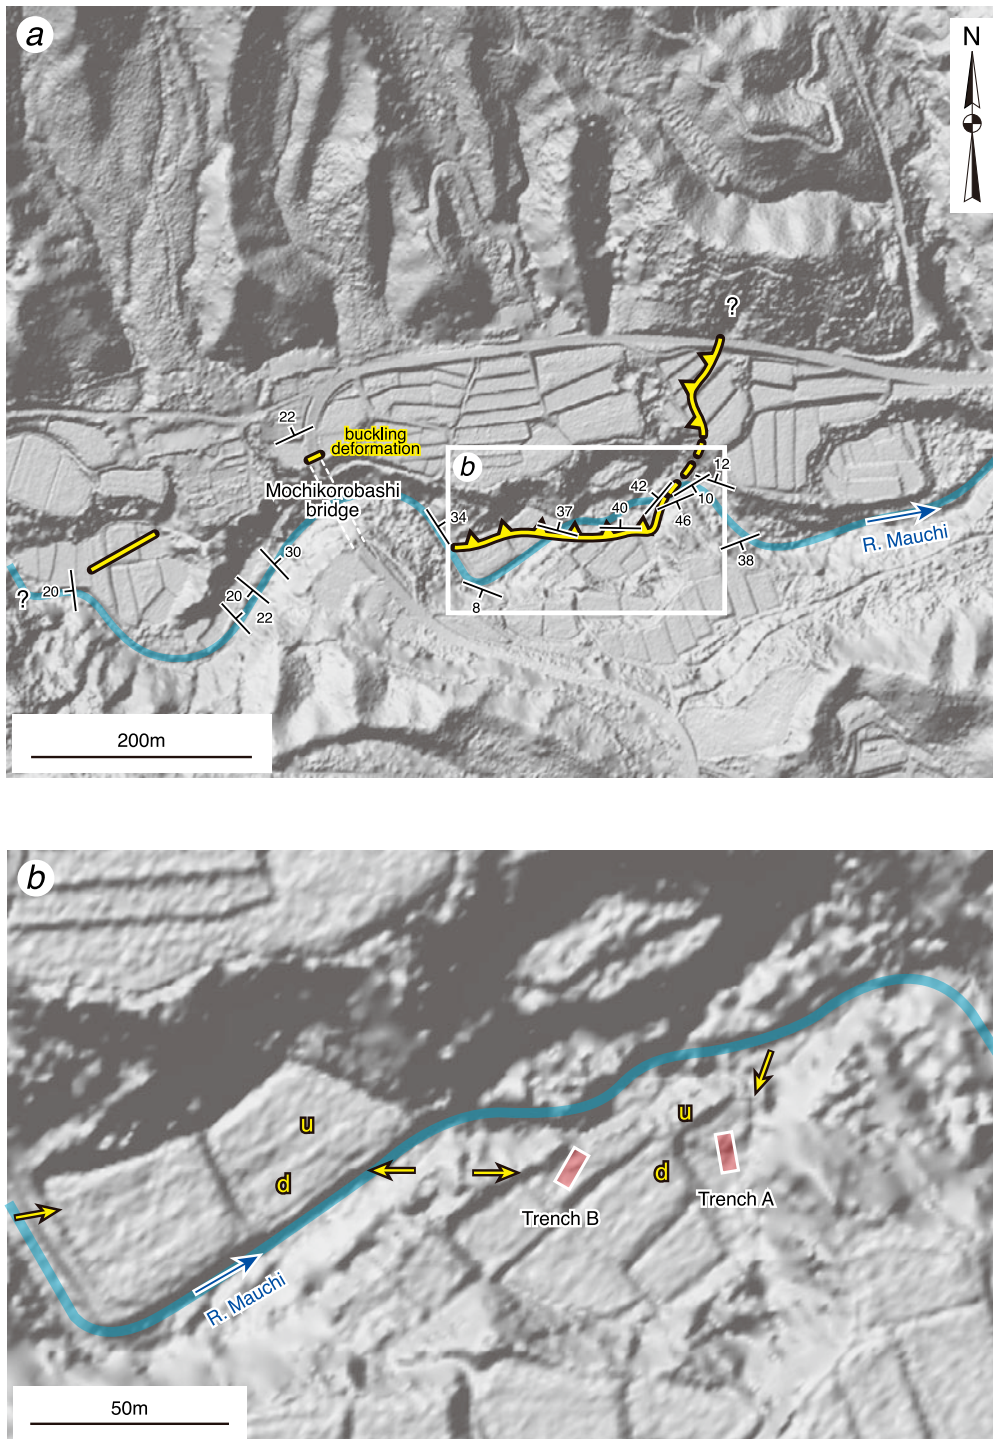 a
N
?
22
buckling
deformation
b
12
Mochikorobashi
bridge
42
10
34
37
40
46
R. Mauchi
30
38
?
20
20
22
8
200m
b
u
u
d
d
Trench A
Trench B
R. Mauchi
50m